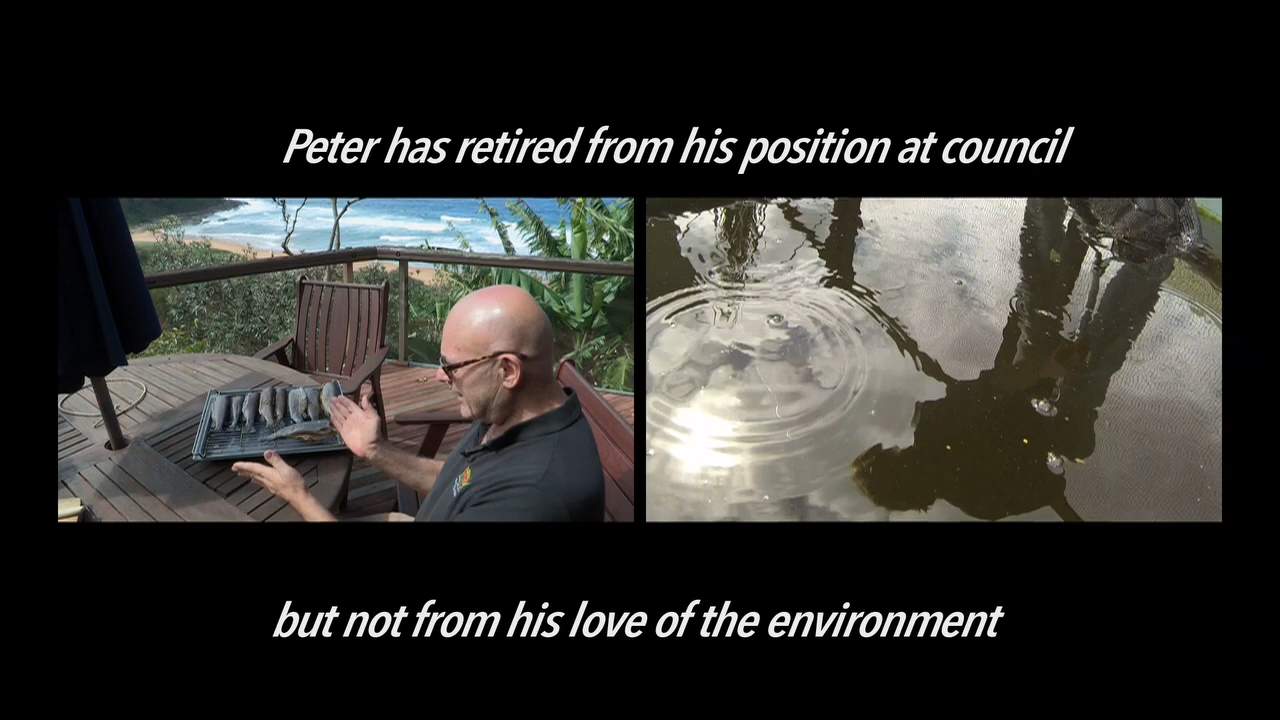 Peter has retired from his position at council
but not from his love of the environment